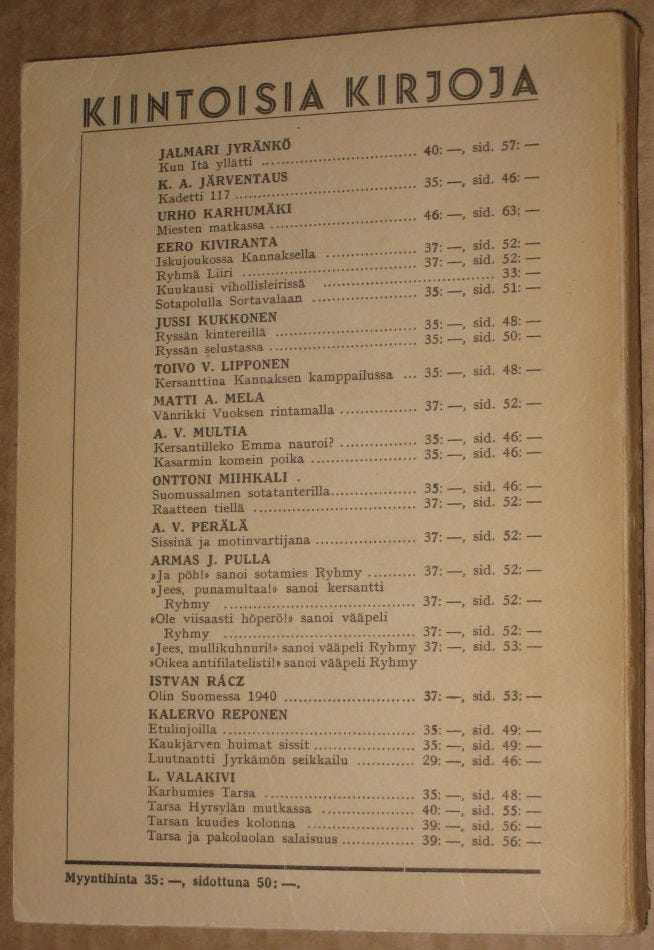 KIINTOISIA KIRJOJA
JALMARI JYRÄNKÖ
Kun Itä yllätti ........................ 40: —, sid. 57: —
K. A. JÄRVENTAUS
Kadetti 117 ........................ 35: —, sid. 46: —
URHO KARHUMÄKI
Miesten matkassa ........................ 46: —, sid. 63: —
EERO KIVIRANTA
Iskujoukossa Kannaksella ............ 37: —, sid. 52: —
Ryhmä Liiri ........................ 37: —, sid. 52: —
Kuukausi vihollisleirissä ........................ 33: —
Sotapolulla Sortavalaan ............ 35: —, sid. 51: —
JUSSI KUKKONEN
Ryssän kintereillä .................. 35: —, sid. 48: —
Ryssän selustassa .................. 35: —, sid. 50: —
TOIVO V. LIPPONEN
Kersanttina Kannaksen kamppailussa ... 35: —, sid. 48: —
MATTI A. MELA
Vänrikki Vuoksen rintamalla ............ 37: —, sid. 52: —
A. V. MULTIA
Kersantilleko Emma nauroi? ............ 35: —, sid. 46: —
Kasarmin komein poika ............ 35: —, sid. 46: —
ONTTONI MIIHKALI .
Suomussalmen sotatanterilla............ 35: —, sid. 46: —
Raatteen tiellä ........................ 37: —, sid. 52: —
A. V. PERÄLÄ
Sissinä ja motinvartijana ............ 37: —, sid. 52: —
ARMAS J. PULLA
»Ja pöh!» sanoi sotamies Ryhmy ......... 37: —, sid. 52: —
»Jees, punamultaa!» sanoi kersantti
Ryhmy ........................ 37: —, sid. 52: —
»Ole viisaasti höperö!» sanoi vääpeli
Ryhmy ........................ 37: —, sid. 52: —
»Jees, mullikuhnuri!» sanoi vääpeli Ryhmy 37: —, sid. 53: —
»Oikea antifilatelisti!» sanoi vääpeli Ryhmy
ISTVAN RÁCZ
Olin Suomessa 1940 .................. 37: —, sid. 53: —
KALERVO REPONEN
Etulinjoilla ........................ 35: —, sid. 49: —
Kaukjärven huimat sissit ............ 35: —, sid. 49: —
Luutnantti Jyrkämön seikkailu ......... 29: —, sid. 46: —
L. VALAKIVI
Karhumies Tarsa .................. 35: —, sid. 48: —
Tarsa Hyrsylän mutkassa ............ 40: —, sid. 55: —
Tarsan kuudes kolonna ............ 39: —, sid. 56: —
Tarsa ja pakoluolan salaisuus ............ 39: —, sid. 56: —
Myyntihinta 35: —, sidottuna 50: —.